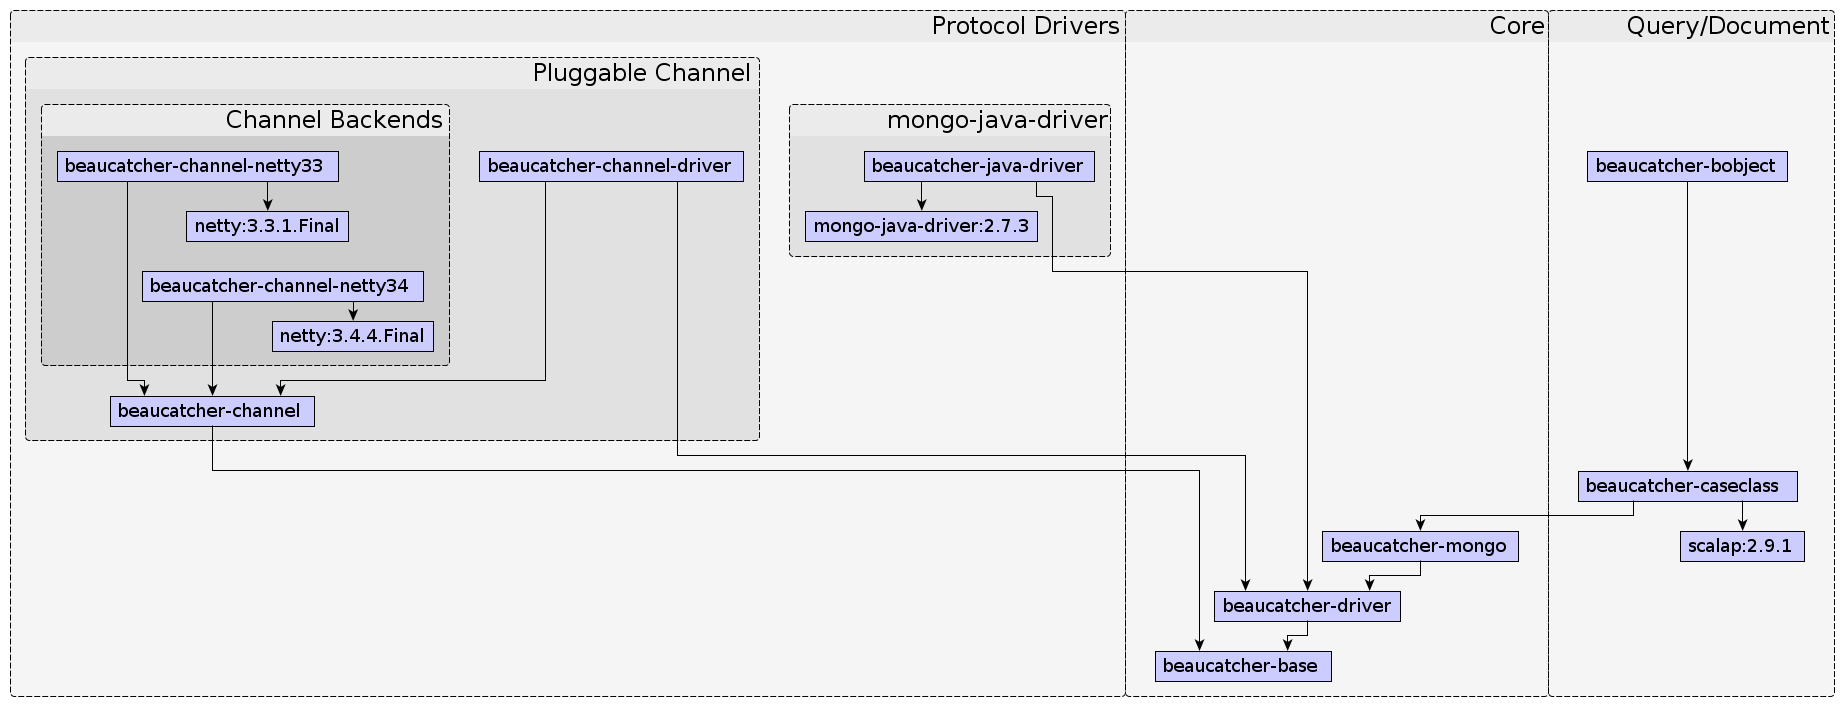 Protocol Drivers
Core
Query/Document
Pluggable Channel
Channel Backends
mongo-java-driver
beaucatcher-channel-netty33
beaucatcher-channel-driver
beaucatcher-java-driver
beaucatcher-bobject
netty:3.3.1.Final
mongo-java-driver:2.7.3
beaucatcher-channel-netty34
netty:3.4.4.Final
beaucatcher-channel
beaucatcher-caseclass
beaucatcher-mongo
scalap:2.9.1
beaucatcher-driver
beaucatcher-base